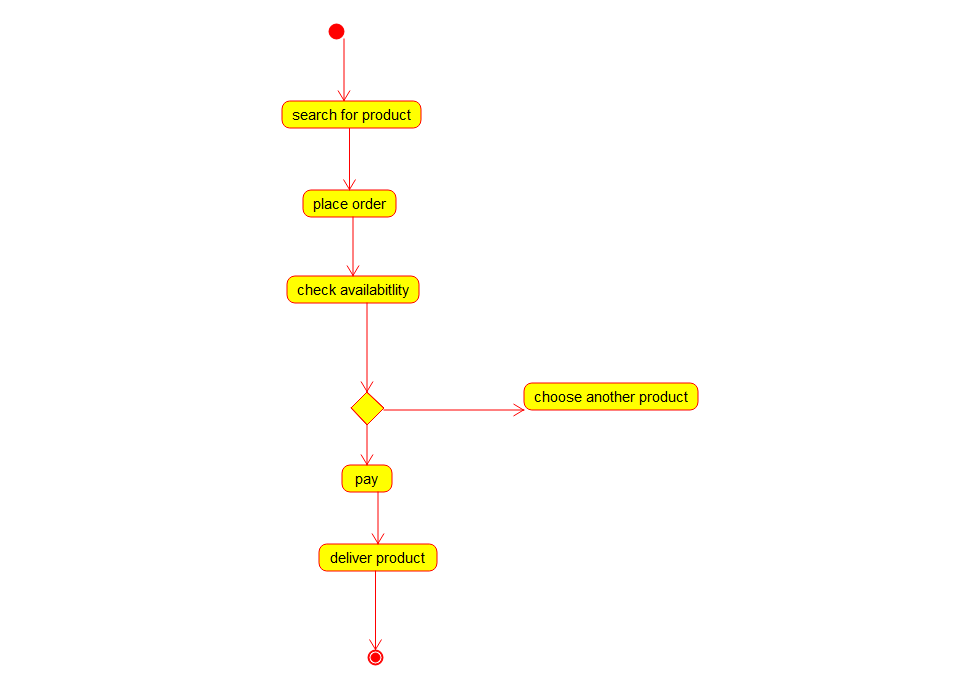 search for product
place order
check availabitlity
choose another product
pay
deliver product